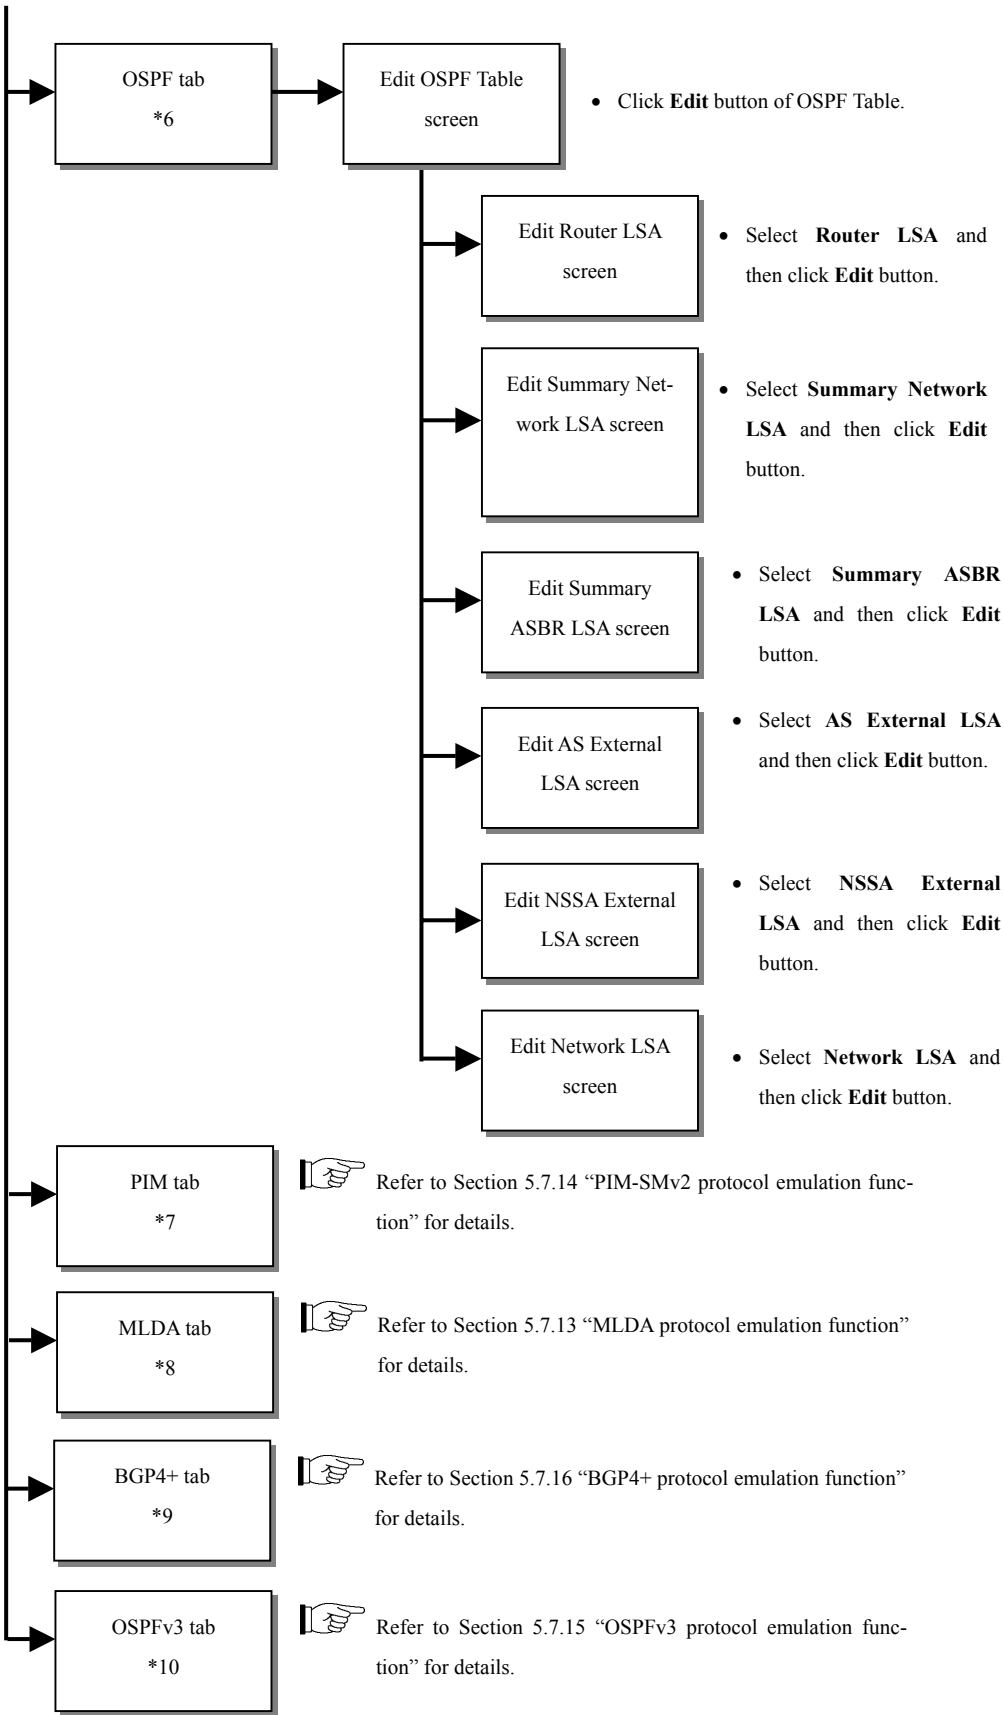 OSPF tab
*6
Edit OSPF Table
screen
• Click Edit button of OSPF Table.
Edit Router LSA
screen
• Select Router LSA and
then click Edit button.
Edit Summary Net-
work LSA screen
• Select Summary Network
LSA and then click Edit
button.
Edit Summary
ASBR LSA screen
• Select Summary ASBR
LSA and then click Edit
button.
Edit AS External
LSA screen
• Select AS External LSA
and then click Edit button.
Edit NSSA External
LSA screen
• Select NSSA External
LSA and then click Edit
button.
Edit Network LSA
screen
• Select Network LSA and
then click Edit button.
PIM tab
*7
Refer to Section 5.7.14 “PIM-SMv2 protocol emulation func-
tion” for details.
MLDA tab
*8
Refer to Section 5.7.13 “MLDA protocol emulation function”
for details.
BGP4+ tab
*9
Refer to Section 5.7.16 “BGP4+ protocol emulation function”
for details.
OSPFv3 tab
*10
Refer to Section 5.7.15 “OSPFv3 protocol emulation func-
tion” for details.